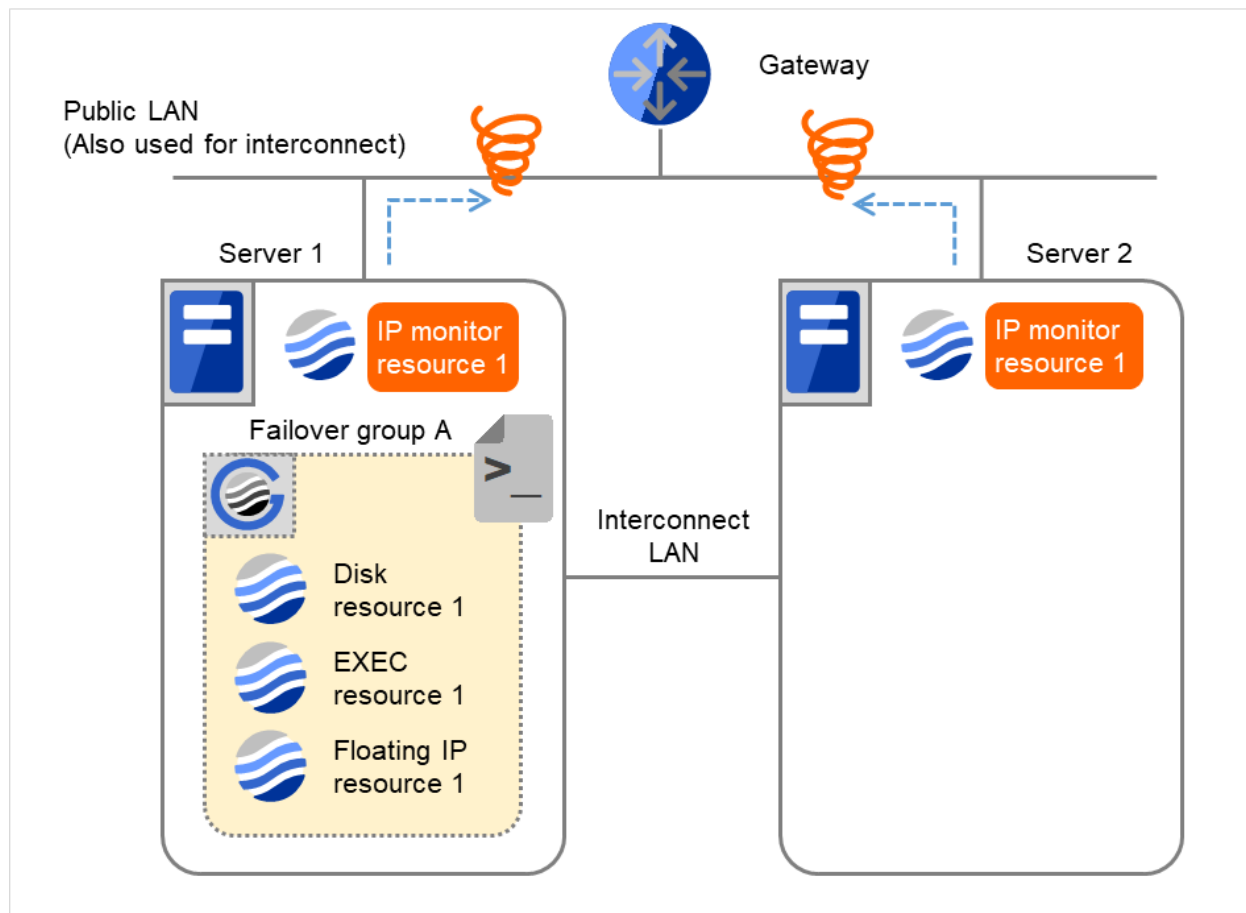 Gateway
Public LAN
(Also used for interconnect)
Server 1
Server 2
IP monitor
resource 1
IP monitor
resource 1
Failover group A
>_
Interconnect
LAN
Disk
resource 1
EXEC
resource 1
Floating IP
resource 1